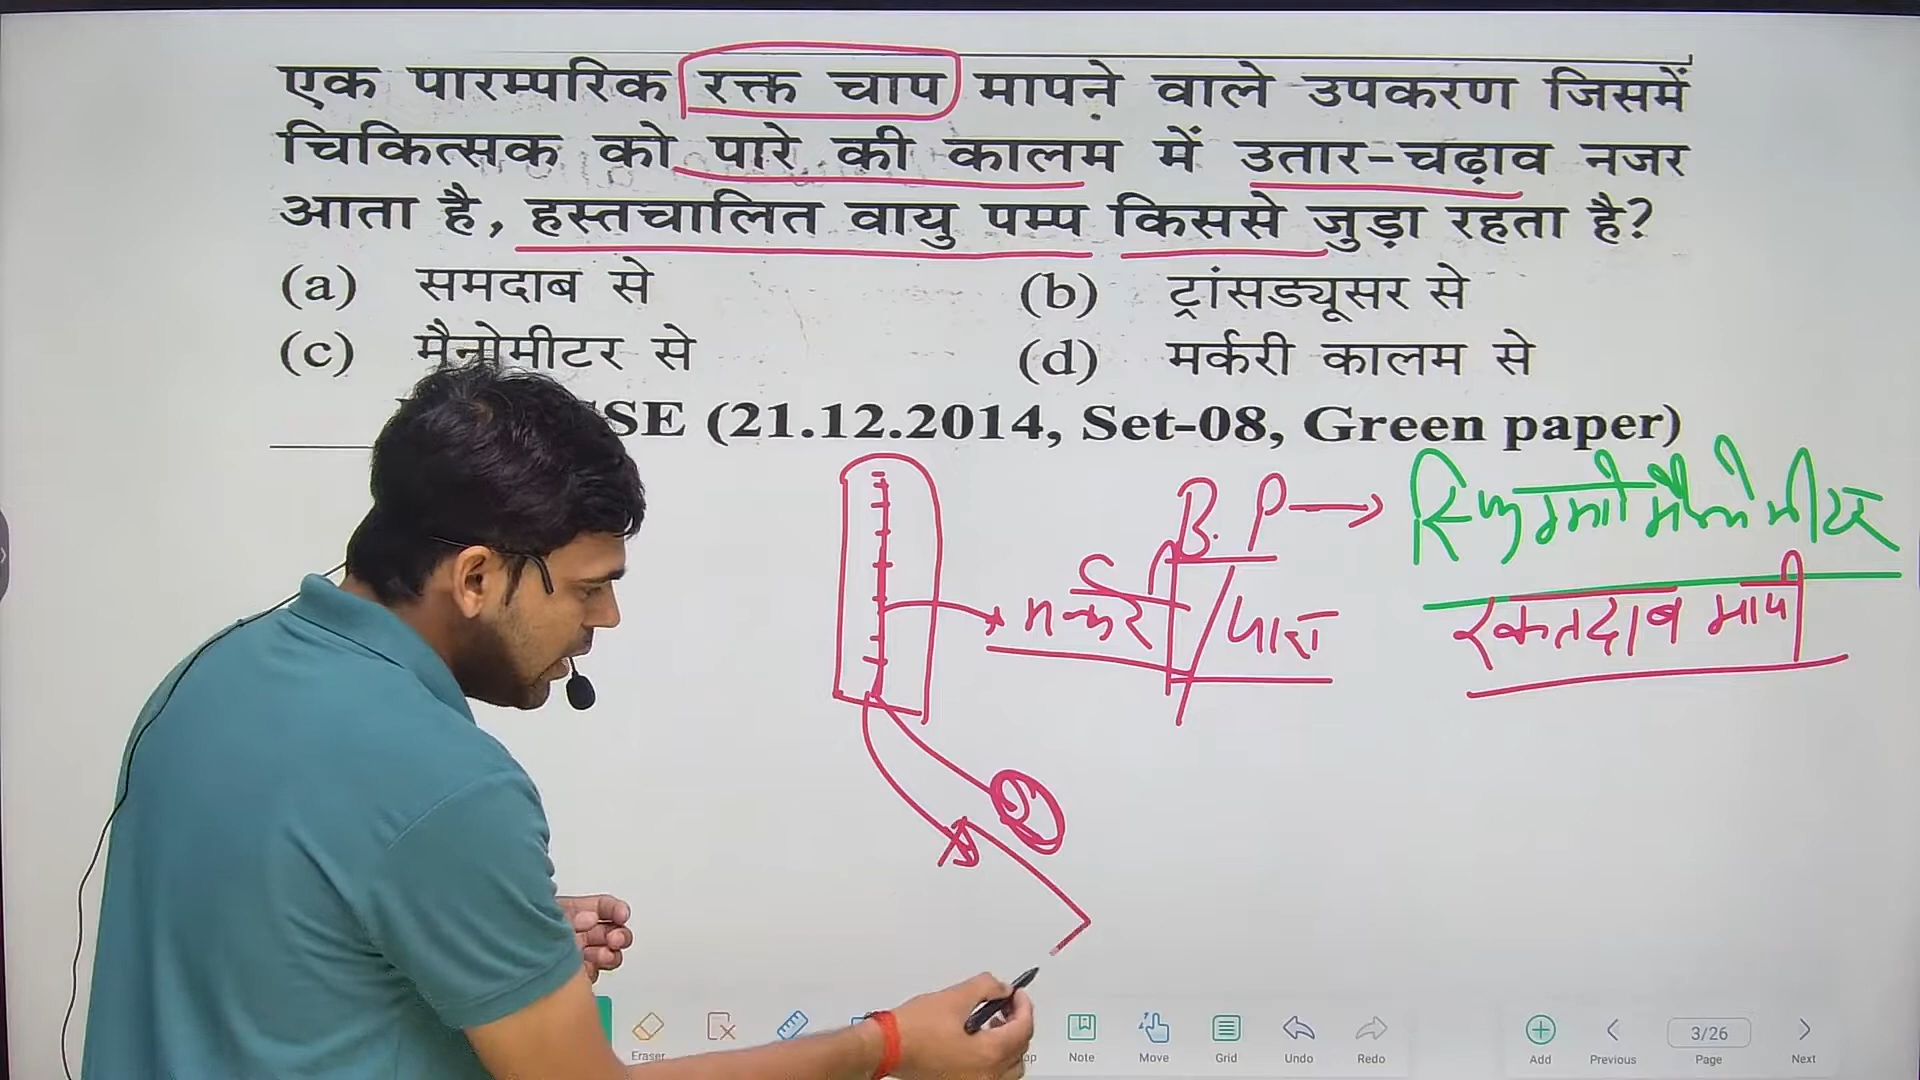 एक पारम्परिक रक्त चाप मापने वाले उपकरण जिसमें
चिकित्सक को पारे की कालम में उतार-चढ़ाव नजर
आता है, हस्तचालित वायु पम्प किससे जुड़ा रहता है?
(a) समदाब से (b) ट्रांसड्यूसर से
(c) मैनोमीटर से (d) मर्करी कालम से
SSE (21.12.2014, Set-08, Green paper)
B.P → स्फिग्मोमैनोमीटर
मर्करी / पारा
रक्तदाब मापी
Eraser
Note
Move
Grid
Undo
Redo
Add
Previous
3/26
Page
Next